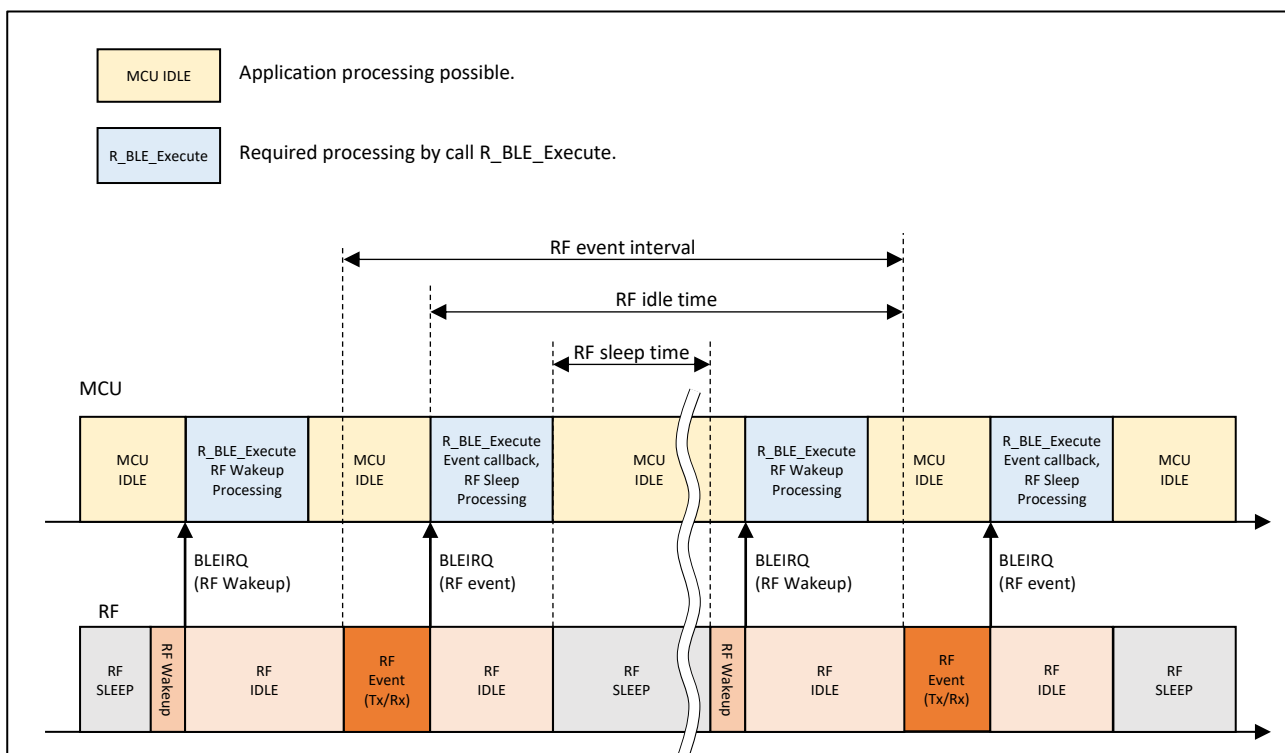 MCU IDLE
Application processing possible.
R_BLE_Execute
Required processing by call R_BLE_Execute.
RF event interval
RF idle time
RF sleep time
MCU
MCU
IDLE
R_BLE_Execute
RF Wakeup
Processing
MCU
IDLE
R_BLE_Execute
Event callback,
RF Sleep
Processing
MCU
IDLE
R_BLE_Execute
RF Wakeup
Processing
MCU
IDLE
R_BLE_Execute
Event callback,
RF Sleep
Processing
MCU
IDLE
BLEIRQ
(RF Wakeup)
BLEIRQ
(RF event)
BLEIRQ
(RF Wakeup)
BLEIRQ
(RF event)
RF
RF
SLEEP
RF Wakeup
RF
IDLE
RF
Event
(Tx/Rx)
RF
IDLE
RF
SLEEP
RF Wakeup
RF
IDLE
RF
Event
(Tx/Rx)
RF
IDLE
RF
SLEEP